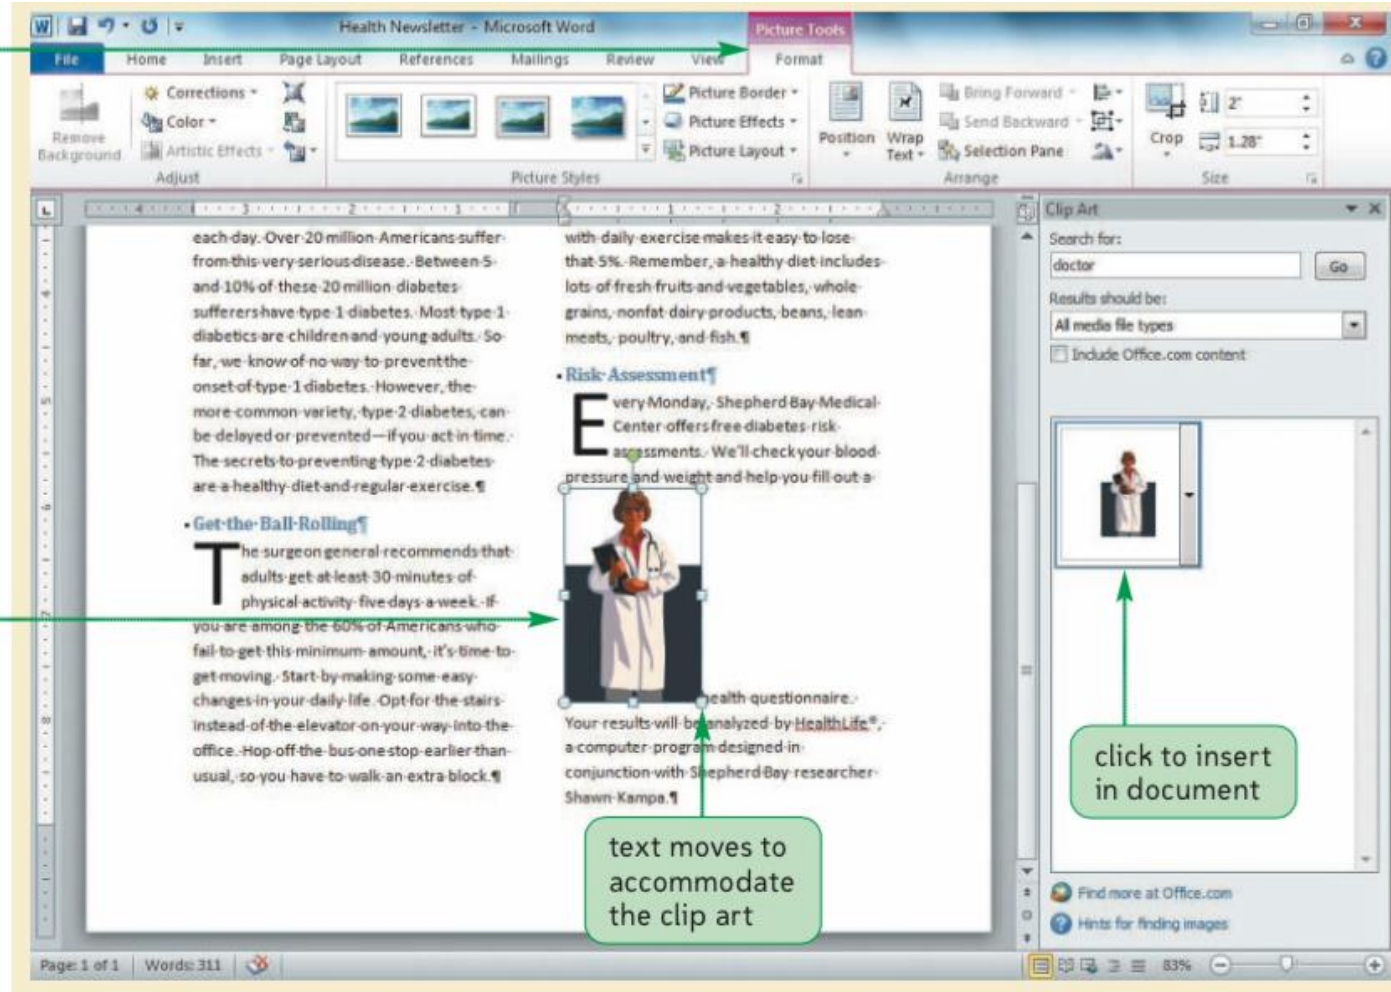 Health Newsletter - Microsoft Word
Picture Tools
File Home Insert Page Layout References Mailings Review View Format
Remove Background
Corrections
Color
Artistic Effects
Adjust
Picture Styles
Picture Border
Picture Effects
Picture Layout
Position
Wrap Text
Bring Forward
Send Backward
Selection Pane
Arrange
Crop
2"
1.28"
Size
each day. Over 20 million Americans suffer
from this very serious disease. Between 5
and 10% of these 20 million diabetes
sufferers have type 1 diabetes. Most type 1
diabetics are children and young adults. So
far, we know of no way to prevent the
onset of type 1 diabetes. However, the
more common variety, type 2 diabetes, can
be delayed or prevented—if you act in time.
The secrets to preventing type 2 diabetes
are a healthy diet and regular exercise.¶
Get the Ball Rolling¶
The surgeon general recommends that
adults get at least 30 minutes of
physical activity five days a week. If
you are among the 60% of Americans who
fail to get this minimum amount, it's time to
get moving. Start by making some easy
changes in your daily life. Opt for the stairs
instead of the elevator on your way into the
office. Hop off the bus one stop earlier than
usual, so you have to walk an extra block.¶
with daily exercise makes it easy to lose
that 5%. Remember, a healthy diet includes
lots of fresh fruits and vegetables, whole
grains, nonfat dairy products, beans, lean
meats, poultry, and fish.¶
Risk Assessment¶
Every Monday, Shepherd Bay Medical
Center offers free diabetes risk
assessments. We'll check your blood
pressure and weight and help you fill out a
health questionnaire.
Your results will be analyzed by HealthLife®,
a computer program designed in
conjunction with Shepherd Bay researcher
Shawn Kampa.¶
text moves to
accommodate
the clip art
Clip Art
Search for:
doctor
Go
Results should be:
All media file types
Include Office.com content
click to insert
in document
Find more at Office.com
Hints for finding images
Page: 1 of 1 Words: 311
83%